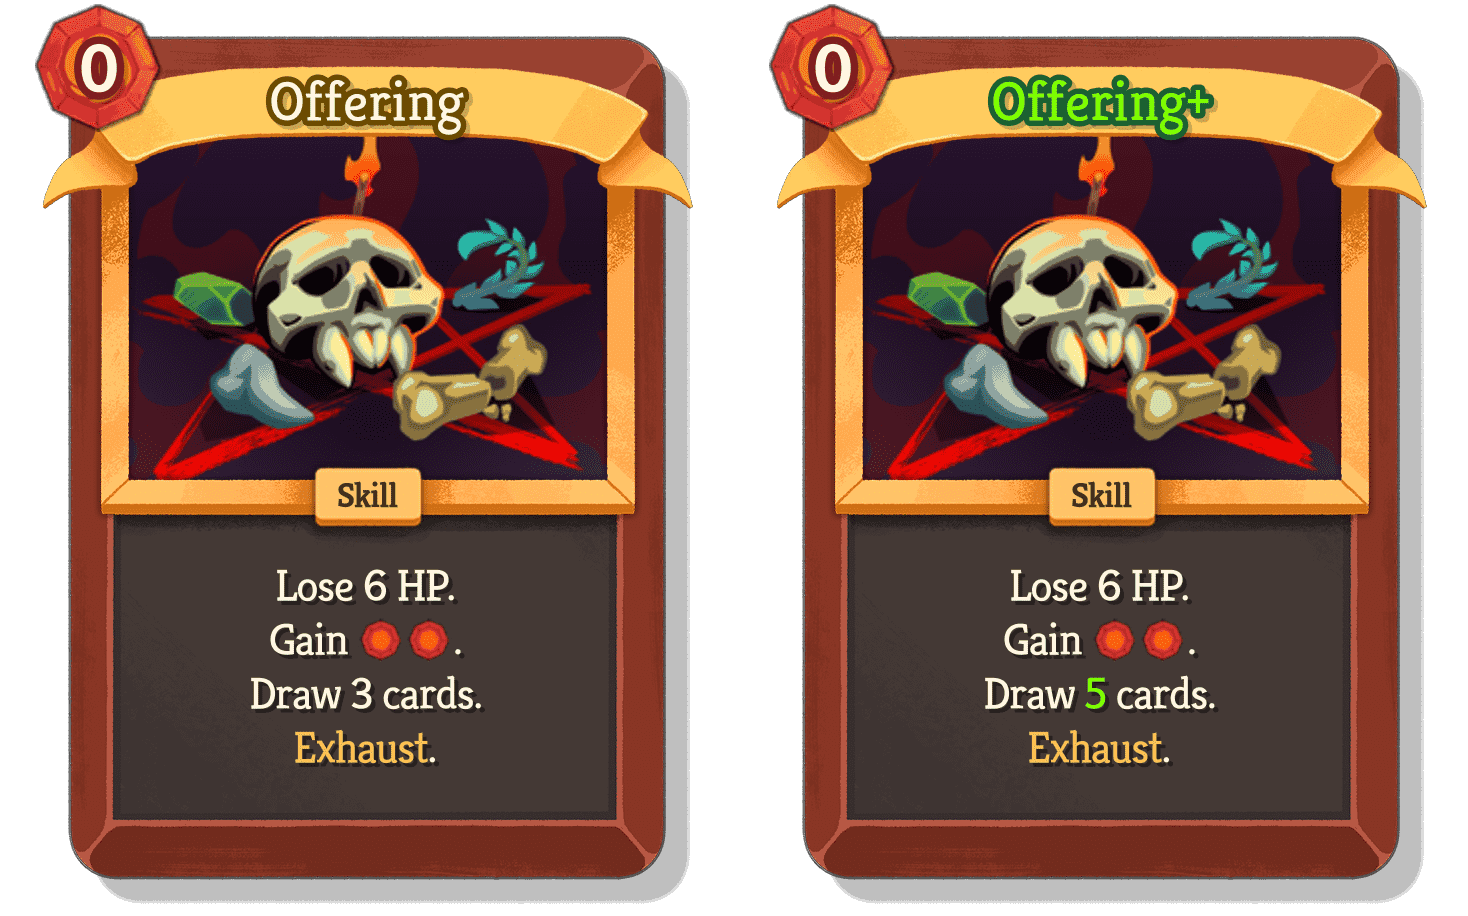 0
Offering
Skill
Lose 6 HP.
Gain .
Draw 3 cards.
Exhaust.
0
Offering+
Skill
Lose 6 HP.
Gain .
Draw 5 cards.
Exhaust.